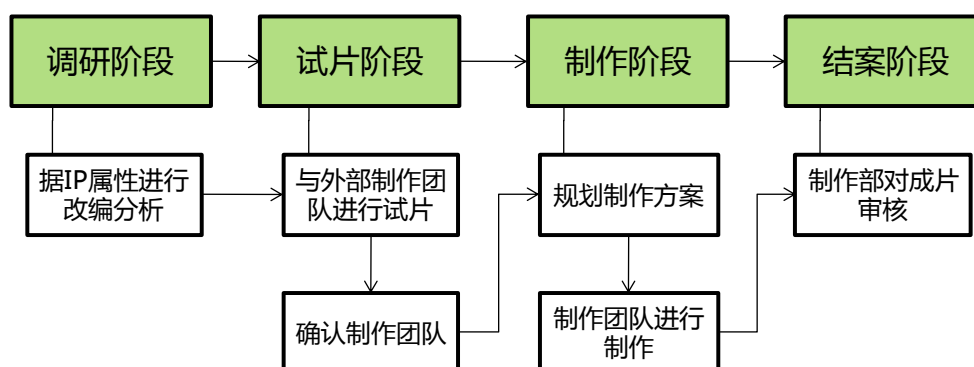 调研阶段
试片阶段
制作阶段
结案阶段
据IP属性进行
改编分析
与外部制作团
队进行试片
规划制作方案
制作部对成片
审核
确认制作团队
制作团队进行
制作